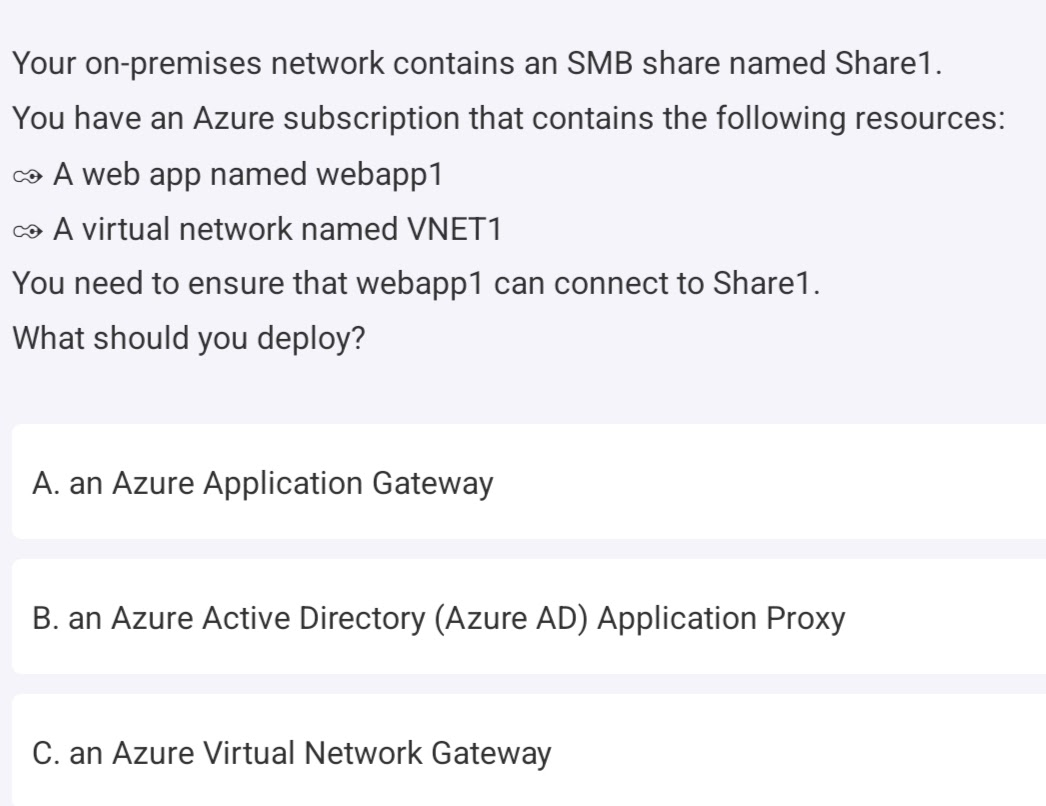 Your on-premises network contains an SMB share named Share1.
You have an Azure subscription that contains the following resources:
A web app named webapp1
A virtual network named VNET1
You need to ensure that webapp1 can connect to Share1.
What should you deploy?
A. an Azure Application Gateway
B. an Azure Active Directory (Azure AD) Application Proxy
C. an Azure Virtual Network Gateway